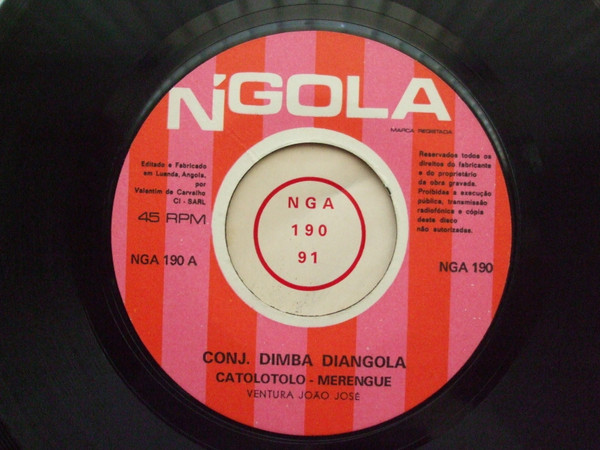 N'GOLA
MARCA REGISTADA
Editado e Fabricado
em Luanda, Angola,
por
Valentim de Carvalho
CI - SARL
45 RPM
NGA 190 A
Reservados todos os
direitos do fabricante
e do proprietário
da obra gravada.
Proibidas a execução
pública, transmissão
radiofónica e cópia
deste disco
não autorizadas.
NGA 190
NGA
190
91
CONJ. DIMBA DIANGOLA
CATOLOTOLO - MERENGUE
VENTURA JOÃO JOSÉ